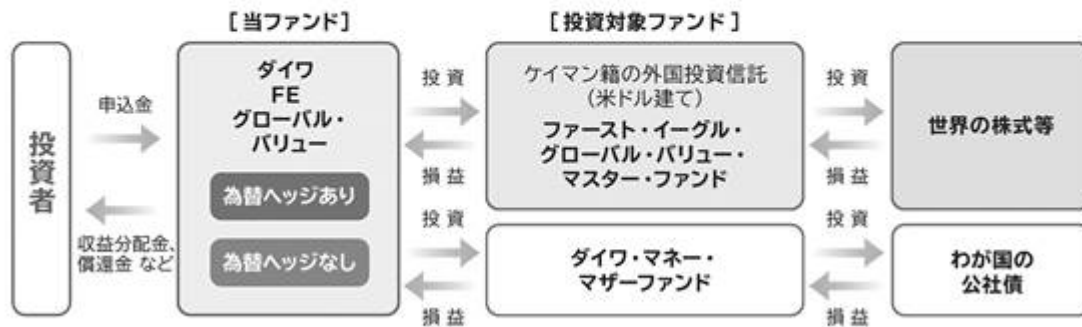 [当ファンド]
[投資対象ファンド]
投資者
申込金
収益分配金、
償還金 など
ダイワ
FE
グローバル・
バリュー
為替ヘッジあり
為替ヘッジなし
投 資
損 益
投 資
損 益
ケイマン籍の外国投資信託
（米ドル建て）
ファースト・イーグル・
グローバル・バリュー・
マスター・ファンド
ダイワ・マネー・
マザーファンド
投 資
損 益
投 資
損 益
世界の株式等
わが国の
公社債